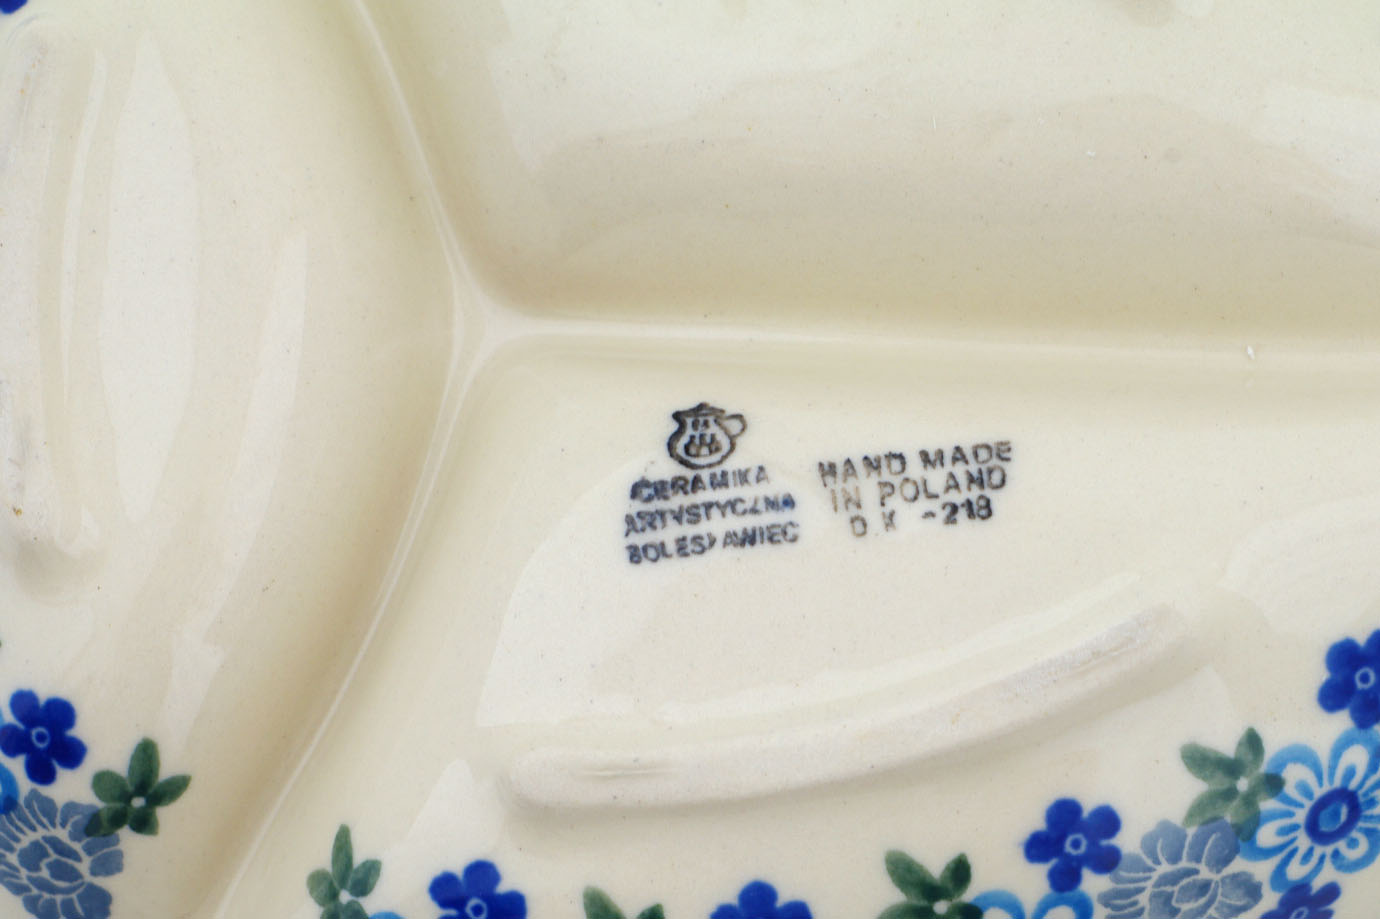 CERAMIKA
ARTYSTYCZNA
BOLESŁAWIEC
HAND MADE
IN POLAND
D K -218